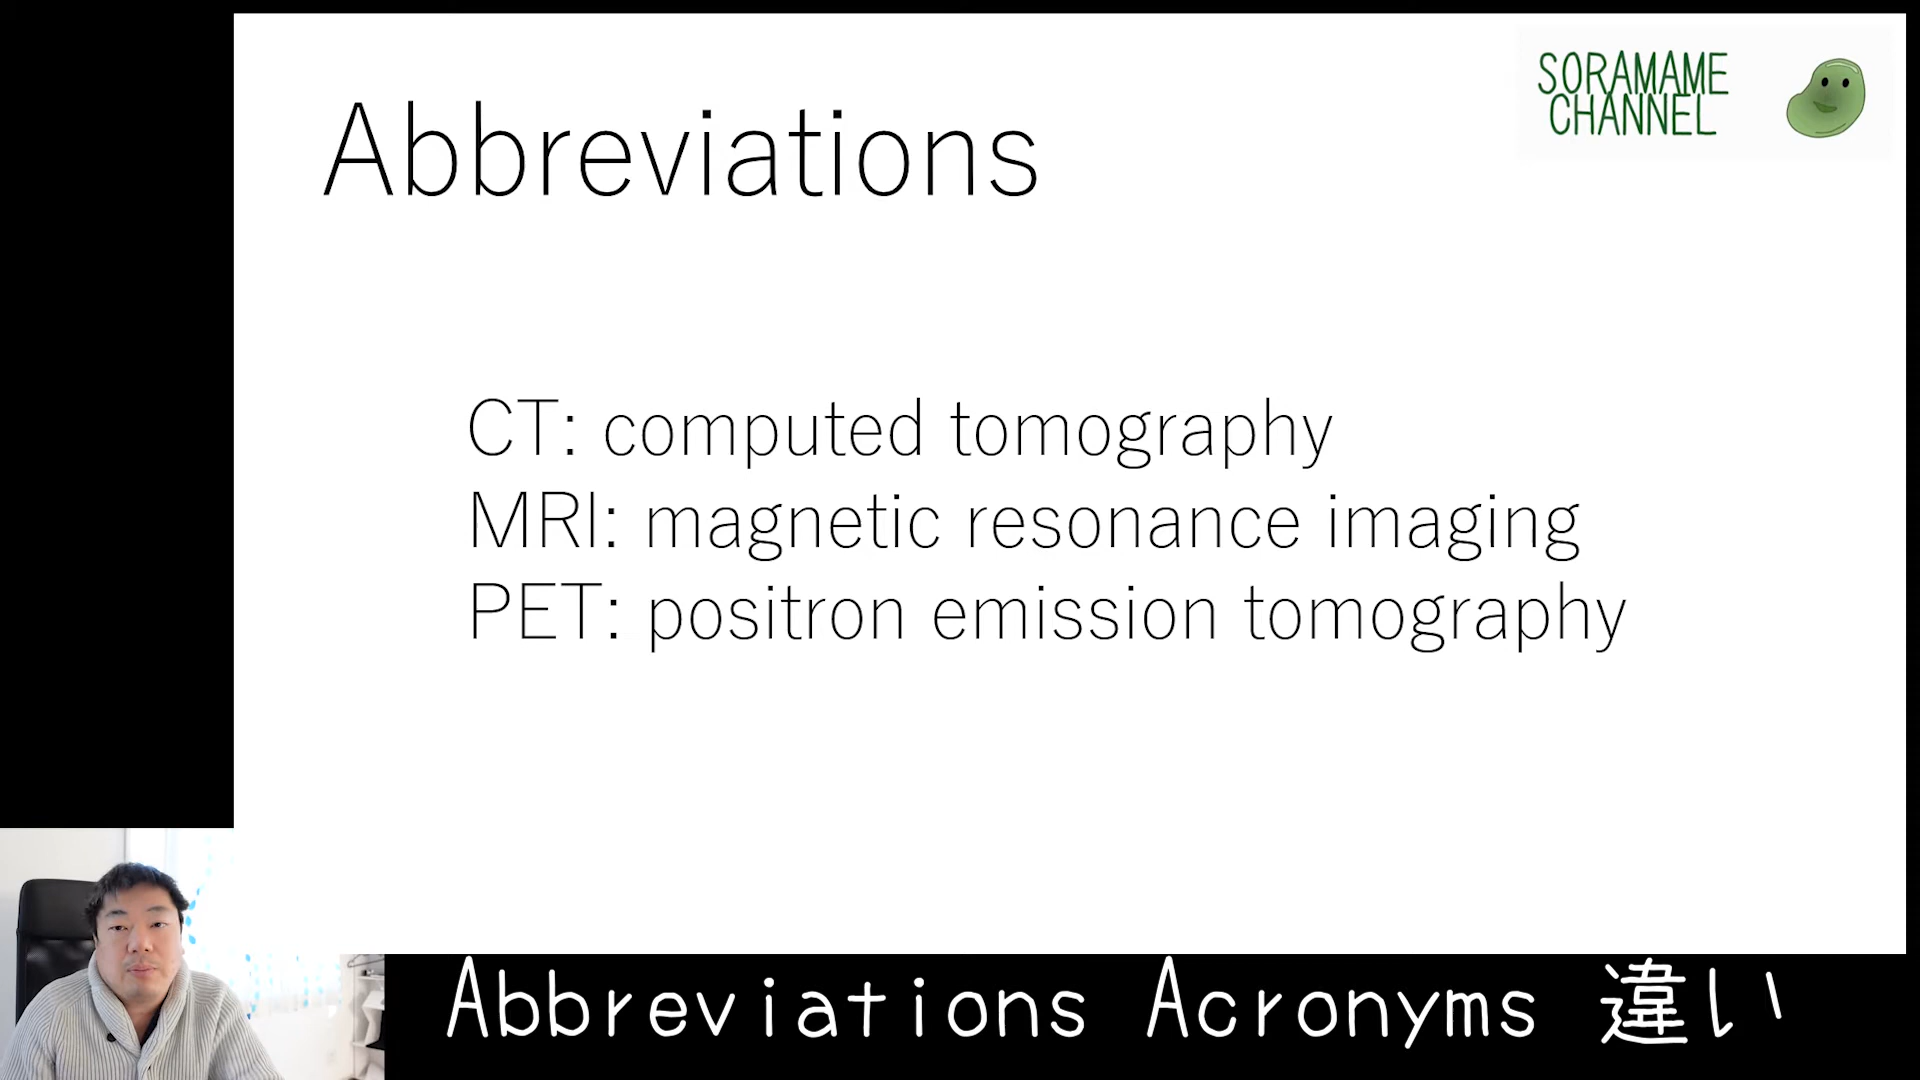 SORAMAME
CHANNEL
Abbreviations
CT: computed tomography
MRI: magnetic resonance imaging
PET: positron emission tomography
Abbreviations Acronyms 違い